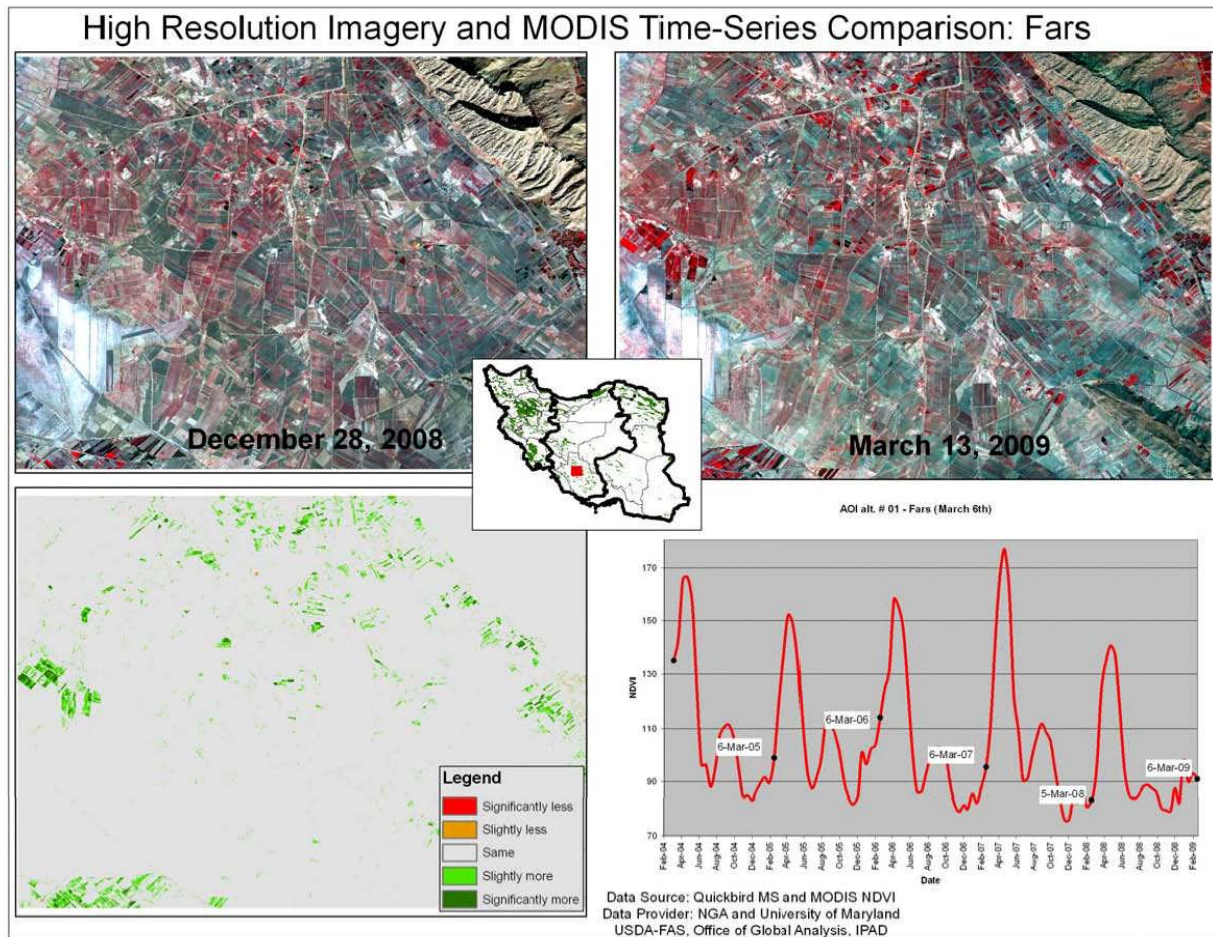 High Resolution Imagery and MODIS Time-Series Comparison: Fars
December 28, 2008
March 13, 2009
Legend
Significantly less
Slightly less
Same
Slightly more
Significantly more
AOI alt. # 01 - Fars (March 6th)
NDVI
170
150
130
110
90
70
6-Mar-05
6-Mar-06
6-Mar-07
5-Mar-08
6-Mar-09
Feb-04
Apr-04
Jun-04
Aug-04
Oct-04
Dec-04
Feb-05
Apr-05
Jun-05
Aug-05
Oct-05
Dec-05
Feb-06
Apr-06
Jun-06
Aug-06
Oct-06
Dec-06
Feb-07
Apr-07
Jun-07
Aug-07
Oct-07
Dec-07
Feb-08
Apr-08
Jun-08
Aug-08
Oct-08
Dec-08
Feb-09
Date
Data Source: Quickbird MS and MODIS NDVI
Data Provider: NGA and University of Maryland
USDA-FAS, Office of Global Analysis, IPAD